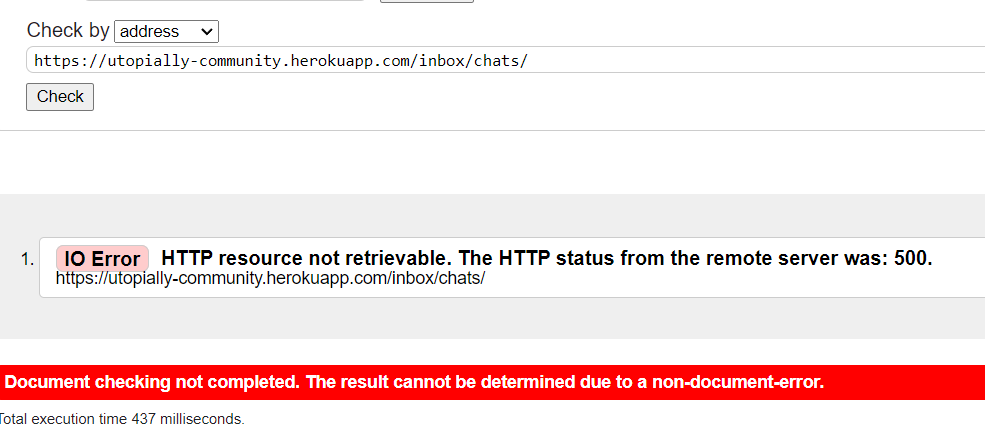 Check by address
https://utopially-community.herokuapp.com/inbox/chats/
Check
1. IO Error HTTP resource not retrievable. The HTTP status from the remote server was: 500.
https://utopially-community.herokuapp.com/inbox/chats/
Document checking not completed. The result cannot be determined due to a non-document-error.
Total execution time 437 milliseconds.